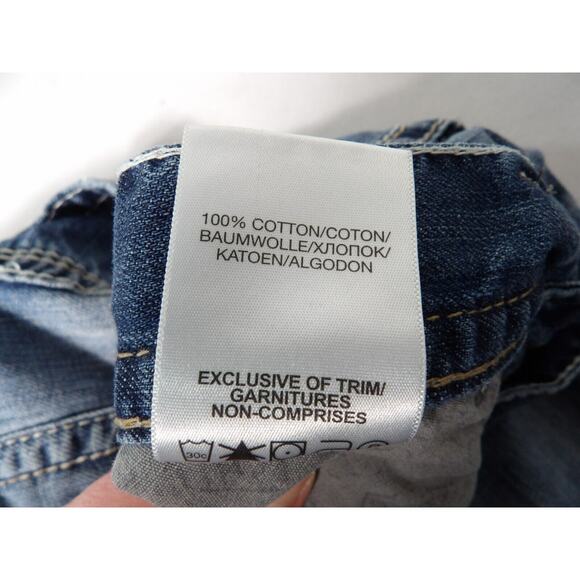 100% COTTON/COTON/
BAUMWOLLE/ХЛОПОК/
KATOEN/ALGODON
EXCLUSIVE OF TRIM/
GARNITURES
NON-COMPRISES
30c